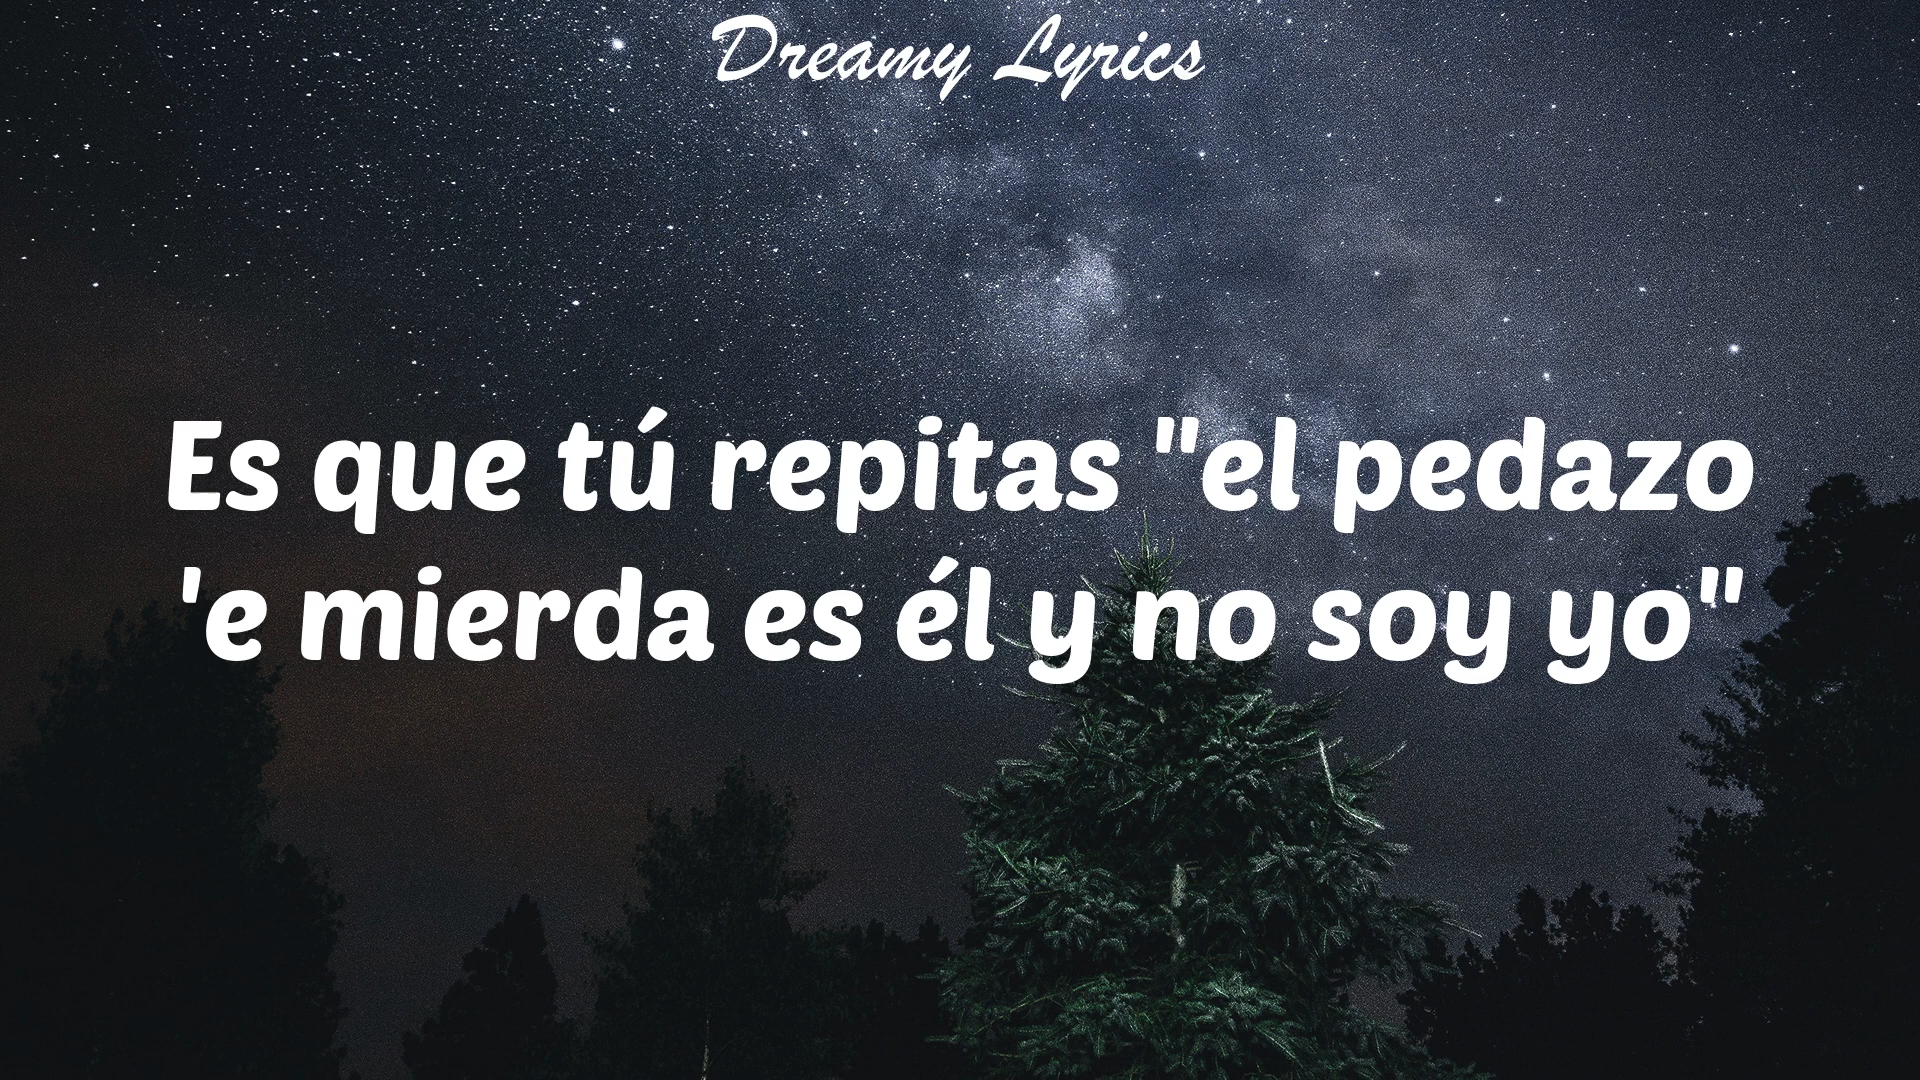 Dreamy Lyrics
Es que tú repitas "el pedazo
'e mierda es él y no soy yo"